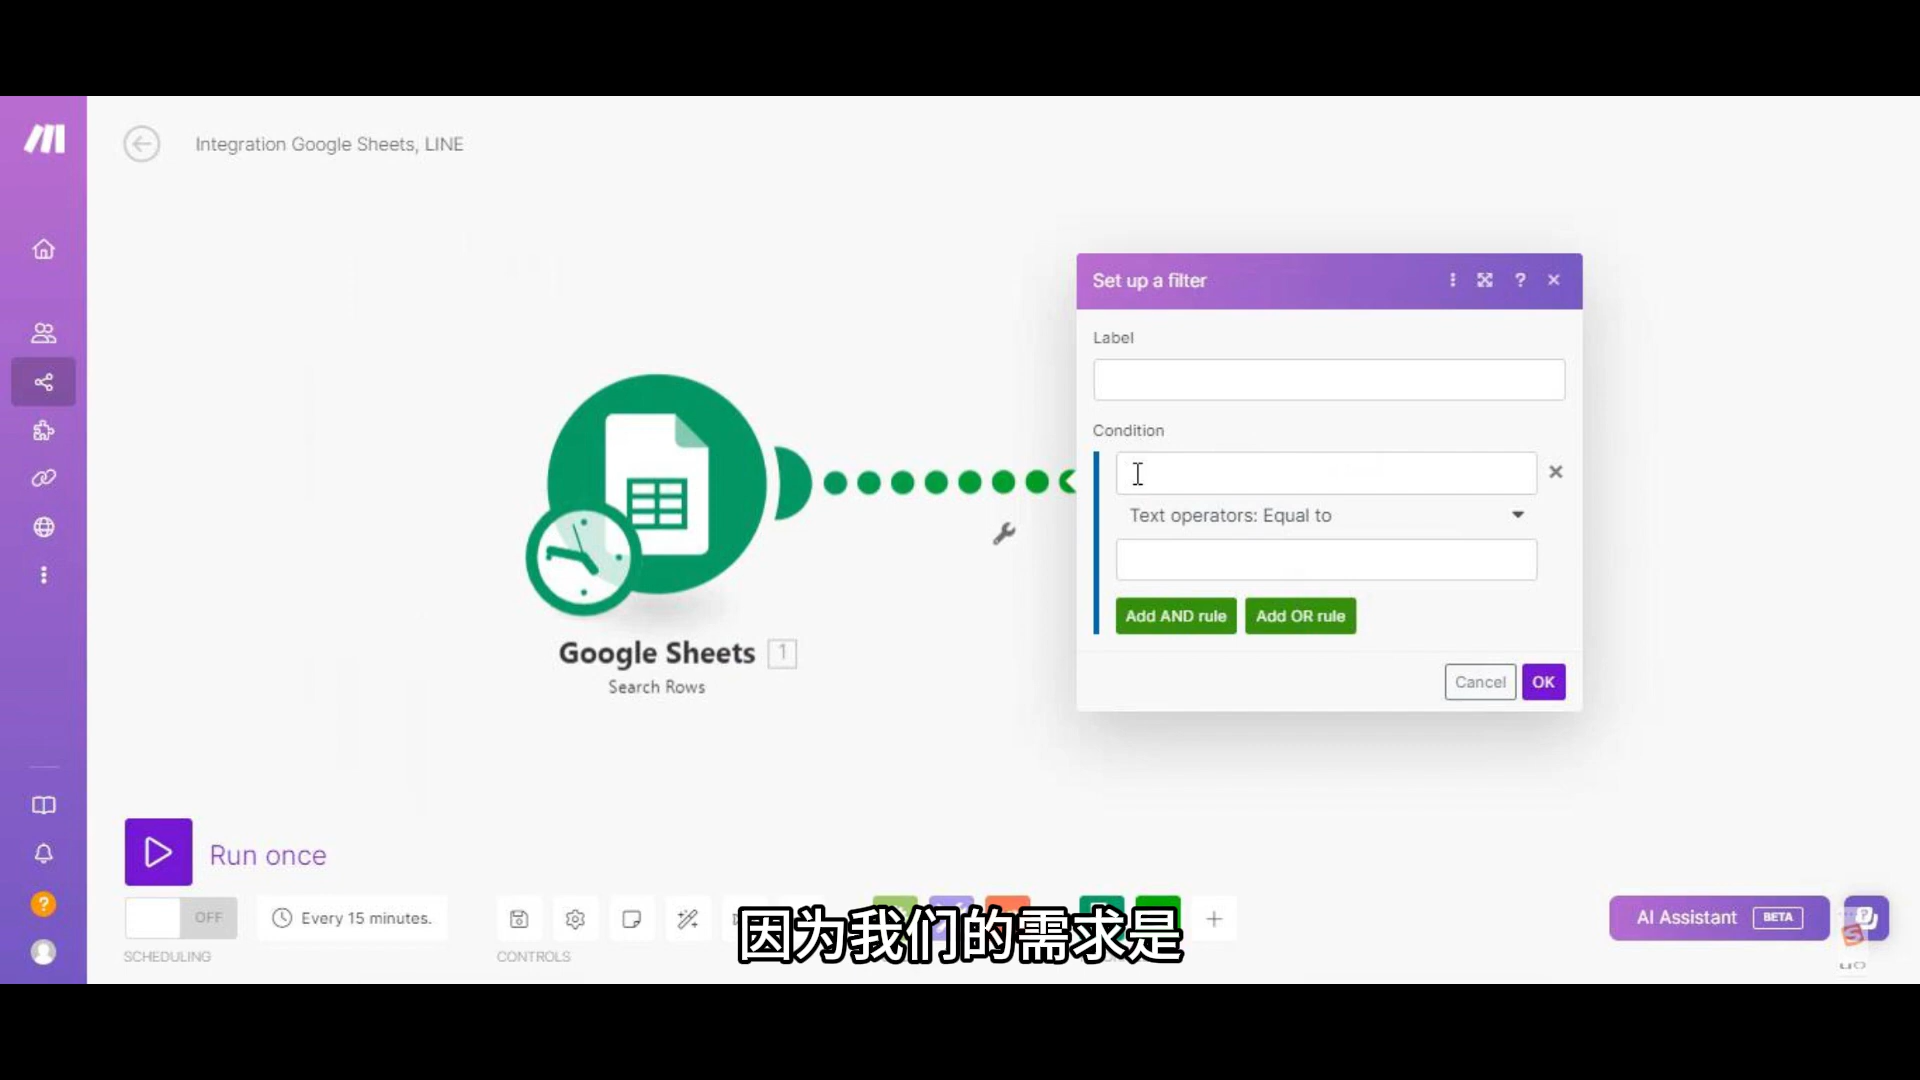 Integration Google Sheets, LINE
Set up a filter
Label
Condition
Text operators: Equal to
Add AND rule
Add OR rule
Cancel
OK
Google Sheets 1
Search Rows
Run once
OFF
Every 15 minutes.
SCHEDULING
CONTROLS
AI Assistant BETA
因为我们的需求是